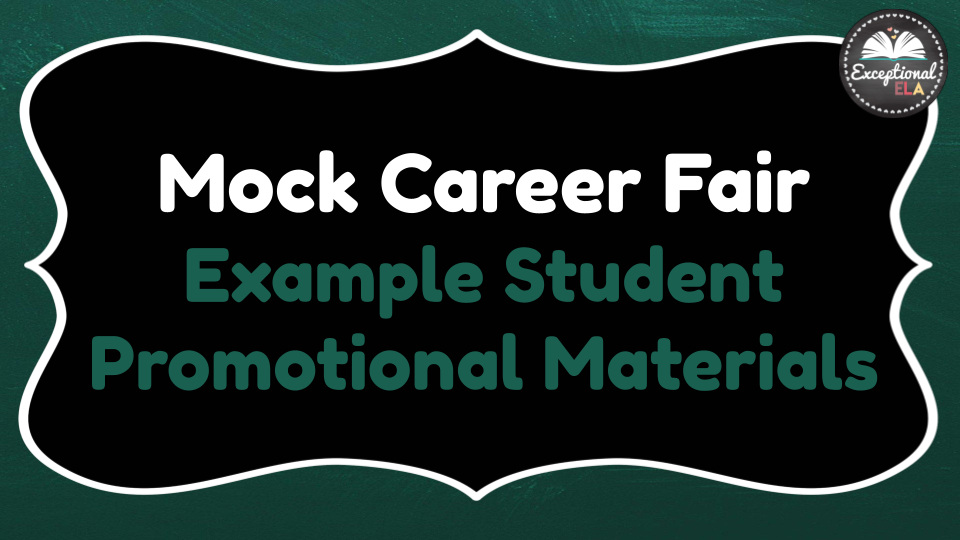 Exceptional
ELA
Mock Career Fair
Example Student
Promotional Materials